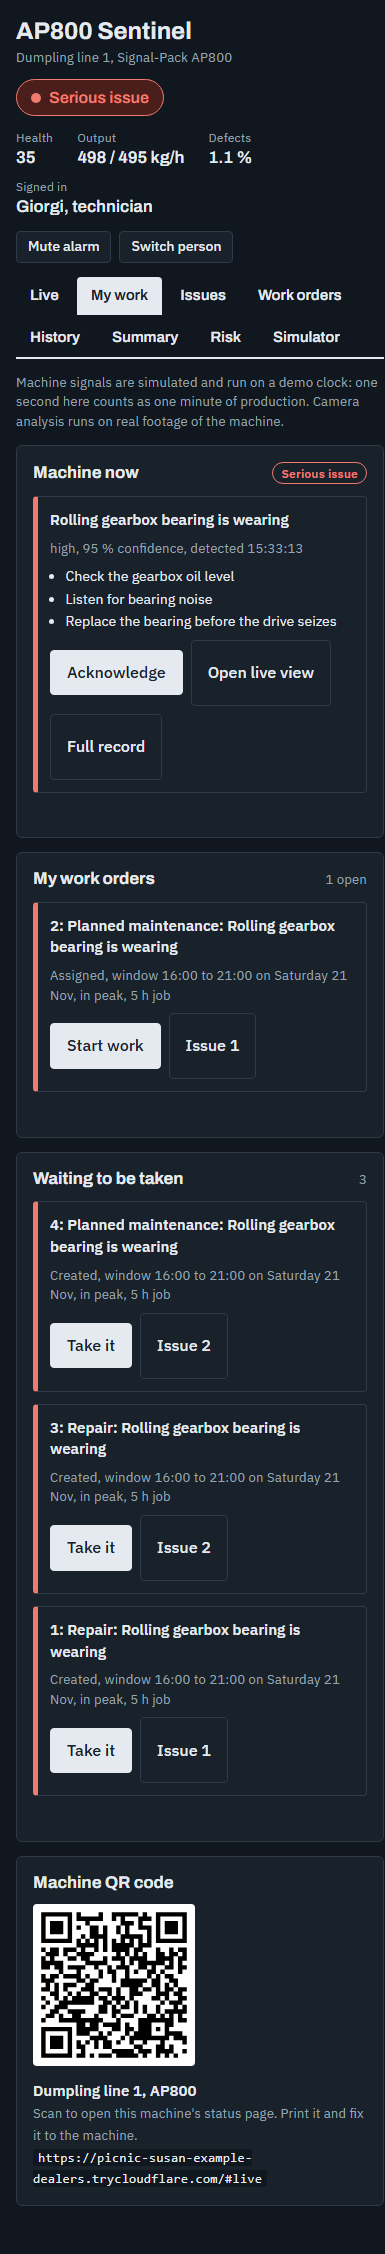 AP800 Sentinel
Dumpling line 1, Signal-Pack AP800
Serious issue
Health Output Defects
35 498 / 495 kg/h 1.1 %
Signed in
Giorgi, technician
Mute alarm Switch person
Live My work Issues Work orders
History Summary Risk Simulator
Machine signals are simulated and run on a demo clock: one
second here counts as one minute of production. Camera
analysis runs on real footage of the machine.
Machine now Serious issue
Rolling gearbox bearing is wearing
high, 95 % confidence, detected 15:33:13
• Check the gearbox oil level
• Listen for bearing noise
• Replace the bearing before the drive seizes
Acknowledge Open live view
Full record
My work orders 1 open
2: Planned maintenance: Rolling gearbox
bearing is wearing
Assigned, window 16:00 to 21:00 on Saturday 21
Nov, in peak, 5 h job
Start work Issue 1
Waiting to be taken 3
4: Planned maintenance: Rolling gearbox
bearing is wearing
Created, window 16:00 to 21:00 on Saturday 21
Nov, in peak, 5 h job
Take it Issue 2
3: Repair: Rolling gearbox bearing is
wearing
Created, window 16:00 to 21:00 on Saturday 21
Nov, in peak, 5 h job
Take it Issue 2
1: Repair: Rolling gearbox bearing is
wearing
Created, window 16:00 to 21:00 on Saturday 21
Nov, in peak, 5 h job
Take it Issue 1
Machine QR code
Dumpling line 1, AP800
Scan to open this machine's status page. Print it and fix
it to the machine.
https://picnic-susan-example-
dealers.trycloudflare.com/#live